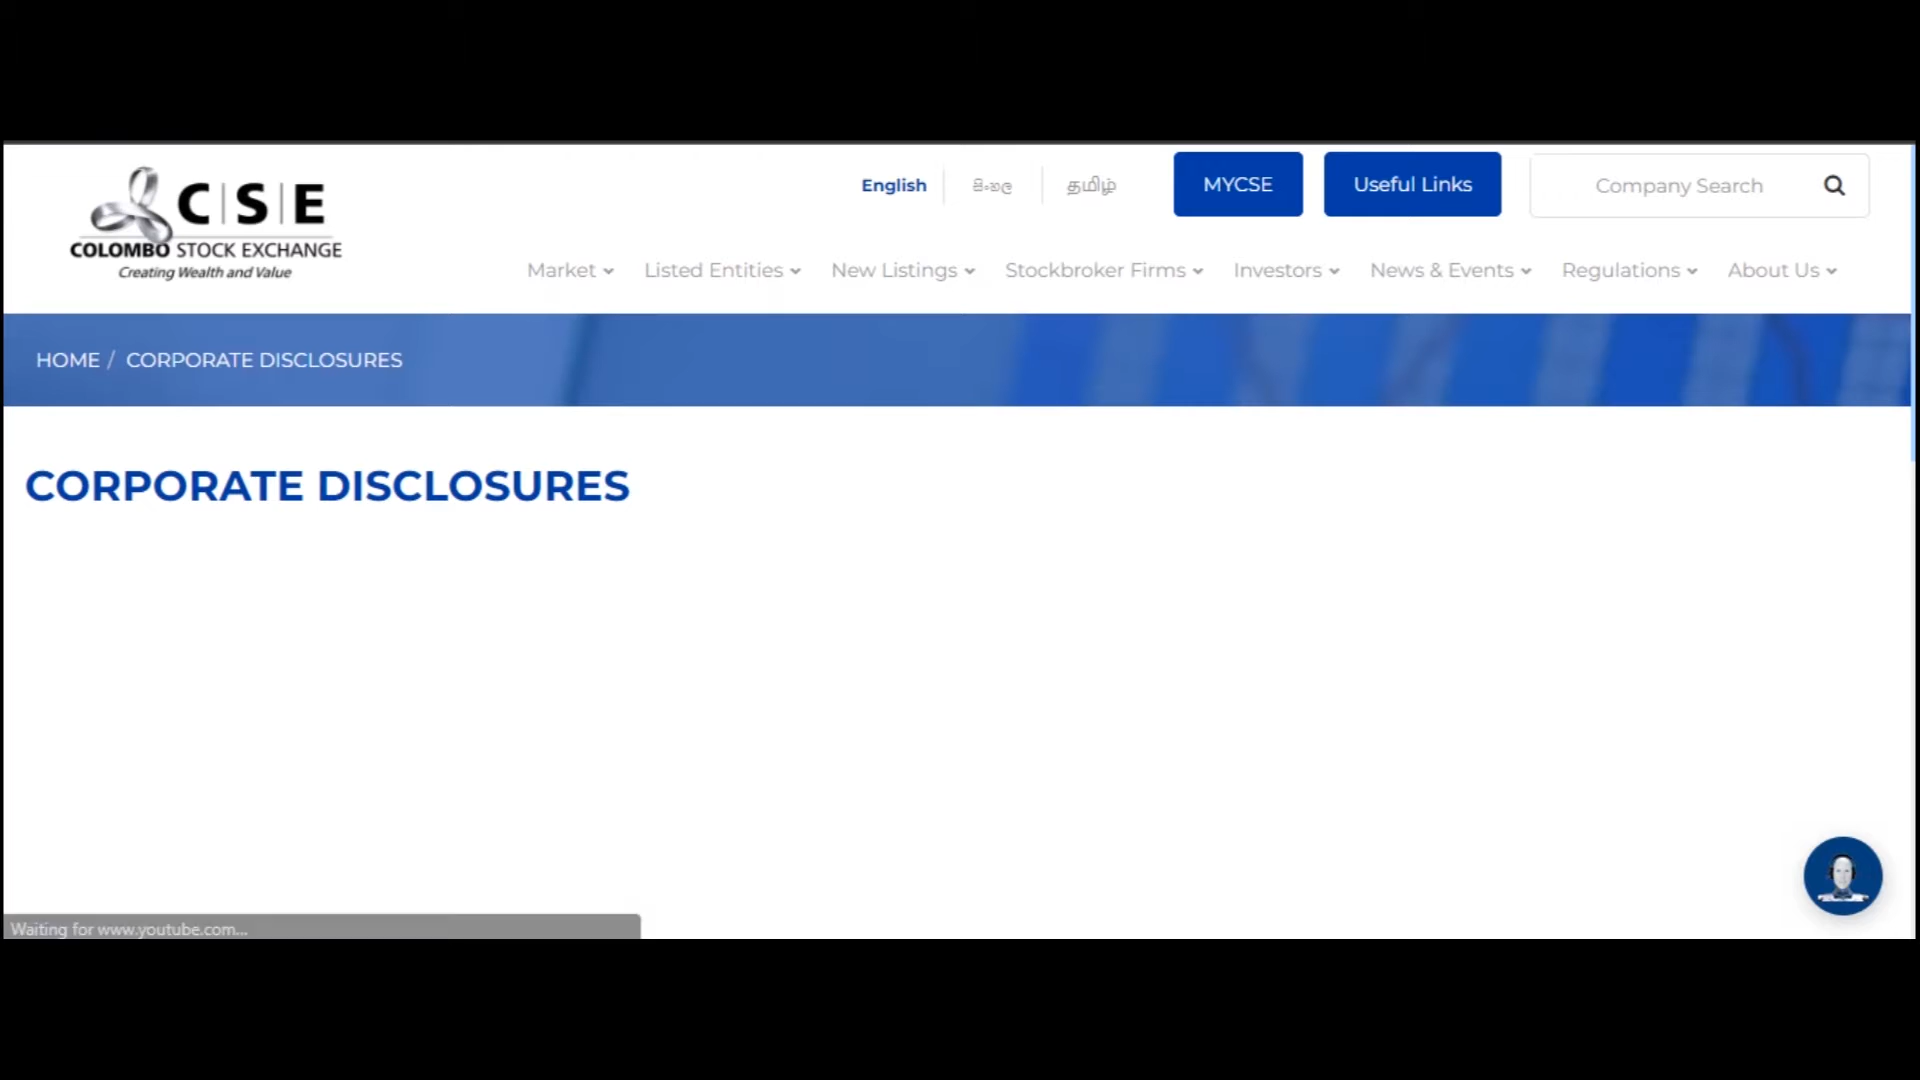 C|S|E
COLOMBO STOCK EXCHANGE
Creating Wealth and Value
English සිංහල தமிழ் MYCSE Useful Links Company Search
Market Listed Entities New Listings Stockbroker Firms Investors News & Events Regulations About Us
HOME / CORPORATE DISCLOSURES
CORPORATE DISCLOSURES
Waiting for www.youtube.com...